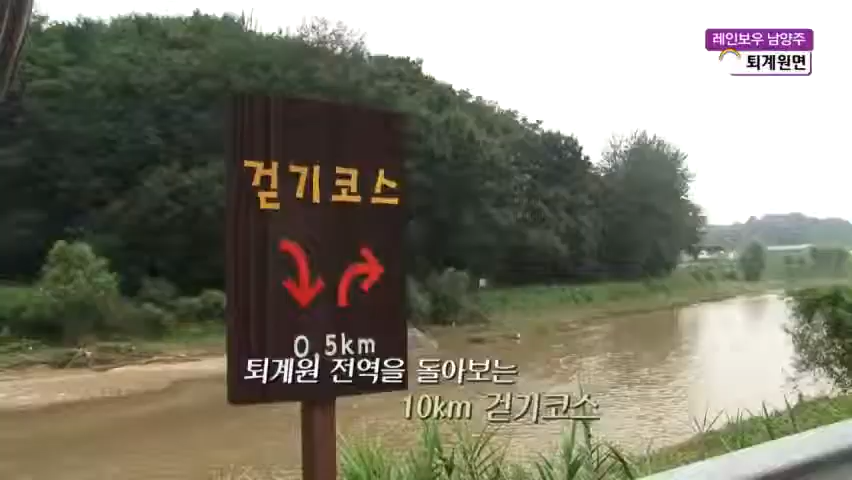 레인보우 남양주
퇴계원면
걷기코스
0.5km
퇴계원 전역을 돌아보는
10km 걷기코스